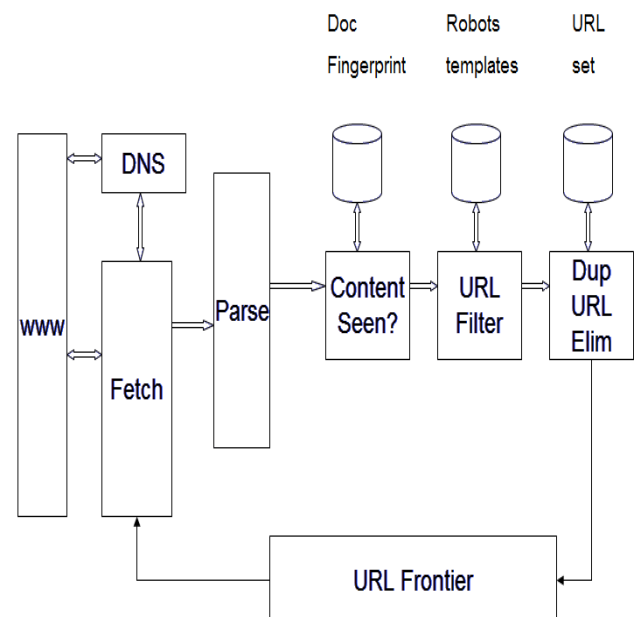 Doc
Fingerprint
Robots
templates
URL
set
DNS
www
Fetch
Parse
Content
Seen?
URL
Filter
Dup
URL
Elim
URL Frontier